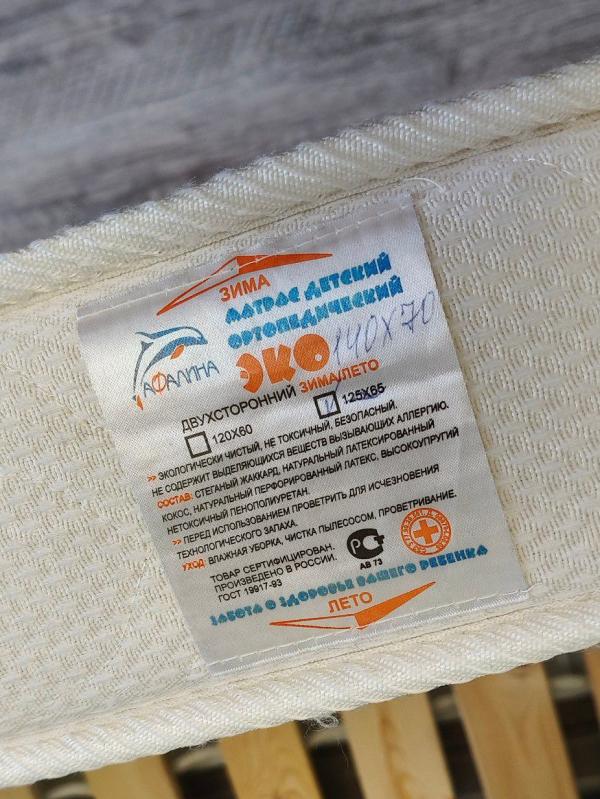 ЗИМА
МАТРАС ДЕТСКИЙ
ОРТОПЕДИЧЕСКИЙ
АФАЛИНА
ЭКО 140х70
ДВУХСТОРОННИЙ ЗИМА/ЛЕТО
120Х60 125Х65
>> ЭКОЛОГИЧЕСКИ ЧИСТЫЙ, НЕ ТОКСИЧНЫЙ, БЕЗОПАСНЫЙ.
НЕ СОДЕРЖИТ ВЫДЕЛЯЮЩИХСЯ ВЕЩЕСТВ ВЫЗЫВАЮЩИХ АЛЛЕРГИЮ.
СОСТАВ: СТЕГАНЫЙ ЖАККАРД, НАТУРАЛЬНЫЙ ЛАТЕКСИРОВАННЫЙ
КОКОС, НАТУРАЛЬНЫЙ ПЕРФОРИРОВАННЫЙ ЛАТЕКС, ВЫСОКОУПРУГИЙ
НЕТОКСИЧНЫЙ ПЕНОПОЛИУРЕТАН.
>> ПЕРЕД ИСПОЛЬЗОВАНИЕМ ПРОВЕТРИТЬ ДЛЯ ИСЧЕЗНОВЕНИЯ
ТЕХНОЛОГИЧЕСКОГО ЗАПАХА.
УХОД: ВЛАЖНАЯ УБОРКА, ЧИСТКА ПЫЛЕСОСОМ, ПРОВЕТРИВАНИЕ.
ТОВАР СЕРТИФИЦИРОВАН.
ПРОИЗВЕДЕНО В РОССИИ.
ГОСТ 19917-93
АВ 73
ЗАБОТА О ЗДОРОВЬЕ ВАШЕГО РЕБЕНКА
ЛЕТО